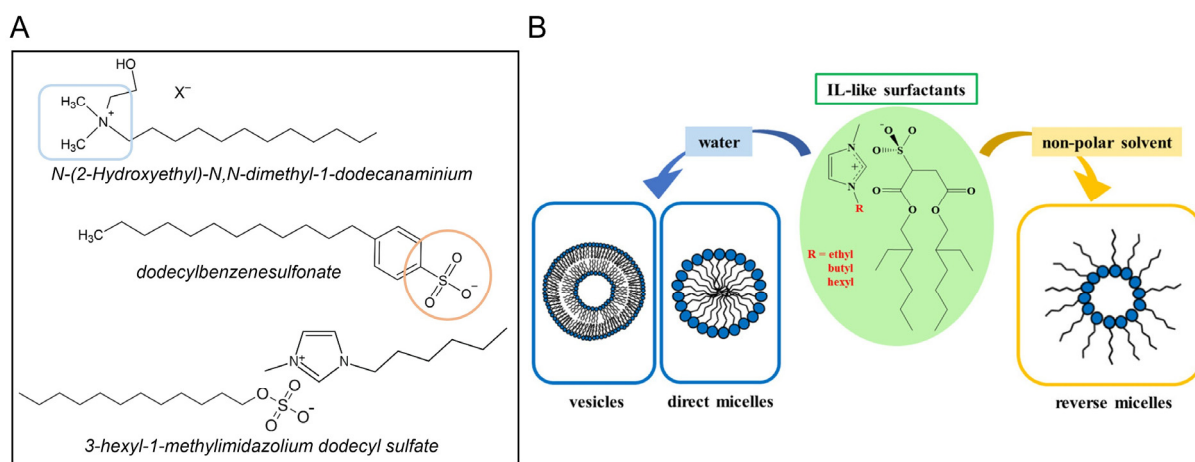 A
HO
H₃C
N⁺
H₃C
X⁻
N-(2-Hydroxyethyl)-N,N-dimethyl-1-dodecanaminium
H₃C
O
S
O⁻
O
dodecylbenzenesulfonate
N⁺
N
O
O
S
O⁻
O
3-hexyl-1-methylimidazolium dodecyl sulfate
B
IL-like surfactants
water
non-polar solvent
N
+
N
R
⁻O
O
O
S
O
O
O
O
R = ethyl
butyl
hexyl
vesicles
direct micelles
reverse micelles